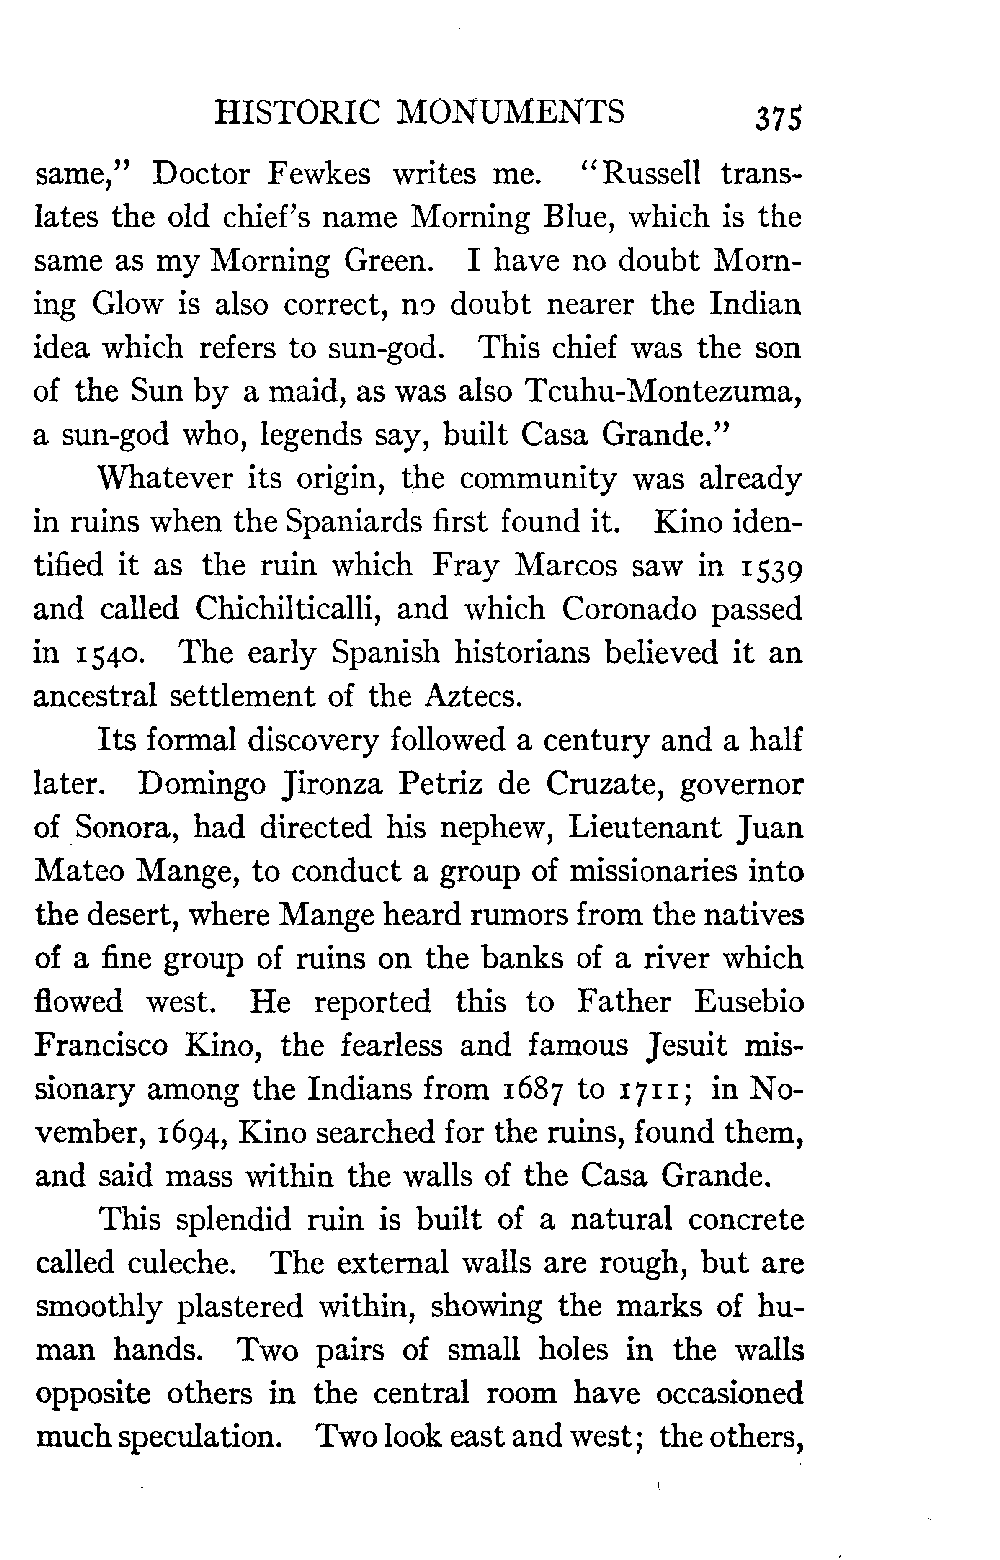 HISTORIC MONUMENTS 375
same,” Doctor Fewkes writes me. “Russell trans-
lates the old chief’s name Morning Blue, which is the
same as my Morning Green. I have no doubt Morn-
ing Glow is also correct, no doubt nearer the Indian
idea which refers to sun-god. This chief was the son
of the Sun by a maid, as was also Tcuhu-Montezuma,
a sun-god who, legends say, built Casa Grande.”
Whatever its origin, the community was already
in ruins when the Spaniards first found it. Kino iden-
tified it as the ruin which Fray Marcos saw in 1539
and called Chichilticalli, and which Coronado passed
in 1540. The early Spanish historians believed it an
ancestral settlement of the Aztecs.
Its formal discovery followed a century and a half
later. Domingo Jironza Petriz de Cruzate, governor
of Sonora, had directed his nephew, Lieutenant Juan
Mateo Mange, to conduct a group of missionaries into
the desert, where Mange heard rumors from the natives
of a fine group of ruins on the banks of a river which
flowed west. He reported this to Father Eusebio
Francisco Kino, the fearless and famous Jesuit mis-
sionary among the Indians from 1687 to 1711; in No-
vember, 1694, Kino searched for the ruins, found them,
and said mass within the walls of the Casa Grande.
This splendid ruin is built of a natural concrete
called culeche. The external walls are rough, but are
smoothly plastered within, showing the marks of hu-
man hands. Two pairs of small holes in the walls
opposite others in the central room have occasioned
much speculation. Two look east and west; the others,